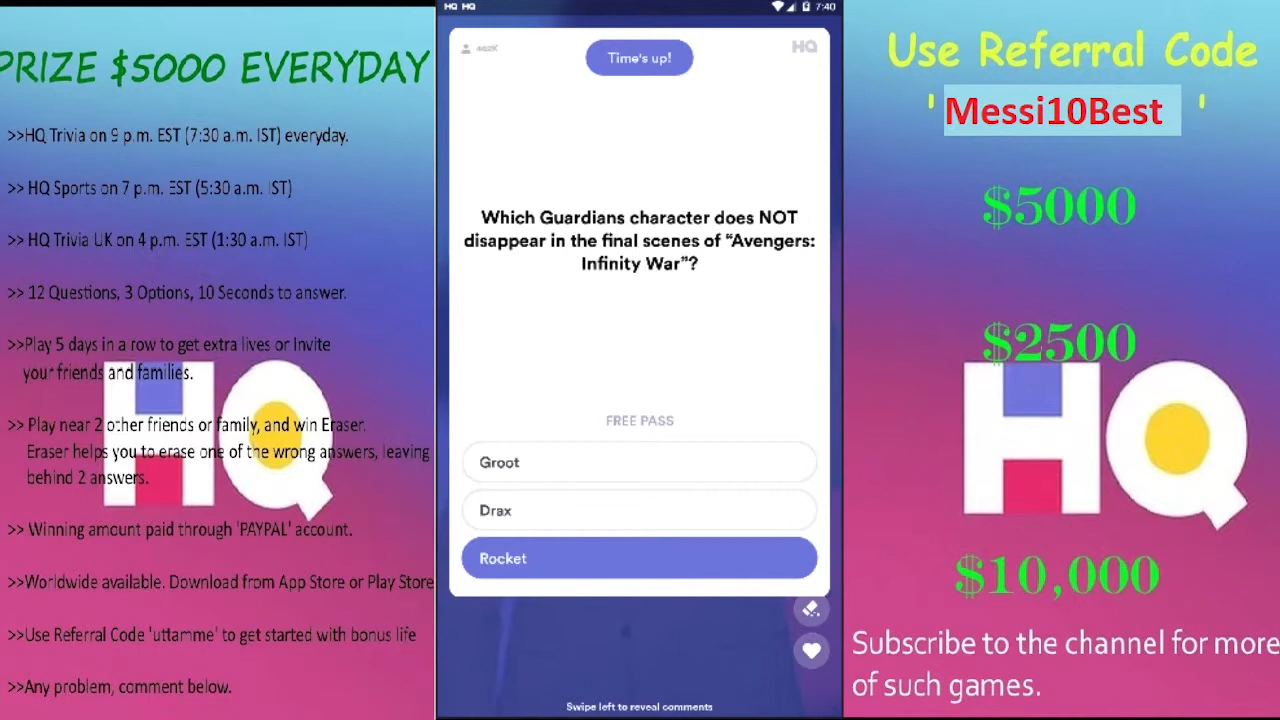 PRIZE $5000 EVERYDAY
>>HQ Trivia on 9 p.m. EST (7:30 a.m. IST) everyday.
>> HQ Sports on 7 p.m. EST (5:30 a.m. IST)
>> HQ Trivia UK on 4 p.m. EST (1:30 a.m. IST)
>> 12 Questions, 3 Options, 10 Seconds to answer.
>>Play 5 days in a row to get extra lives or Invite
your friends and families.
>> Play near 2 other friends or family, and win Eraser.
Eraser helps you to erase one of the wrong answers, leaving
behind 2 answers.
>> Winning amount paid through 'PAYPAL' account.
>>Worldwide available. Download from App Store or Play Store
>>Use Referral Code 'uttamme' to get started with bonus life
>>Any problem, comment below.
HQ
HQ HQ
7:40
Time's up!
HQ
Which Guardians character does NOT
disappear in the final scenes of “Avengers:
Infinity War”?
FREE PASS
Groot
Drax
Rocket
Swipe left to reveal comments
Use Referral Code
' Messi10Best '
$5000
$2500
HQ
$10,000
Subscribe to the channel for more
of such games.